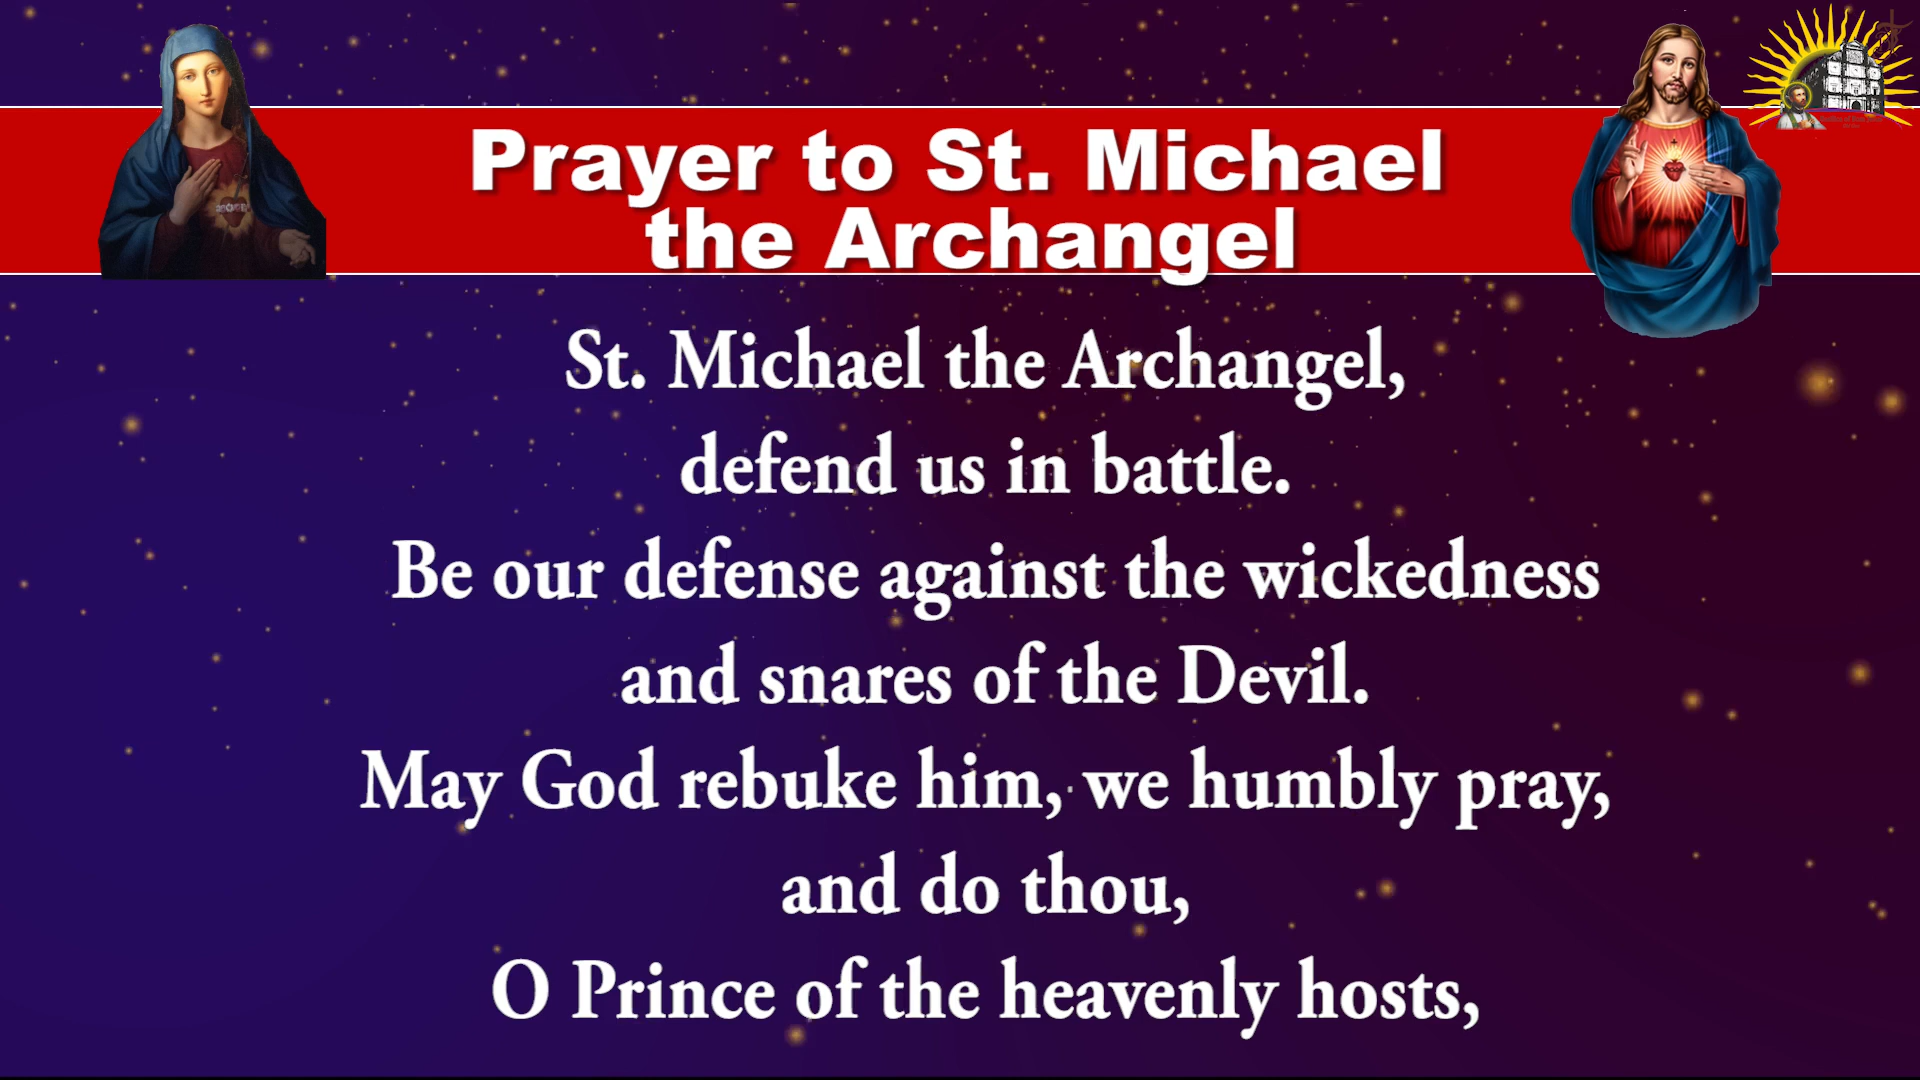 Prayer to St. Michael
the Archangel
St. Michael the Archangel,
defend us in battle.
Be our defense against the wickedness
and snares of the Devil.
May God rebuke him, we humbly pray,
and do thou,
O Prince of the heavenly hosts,